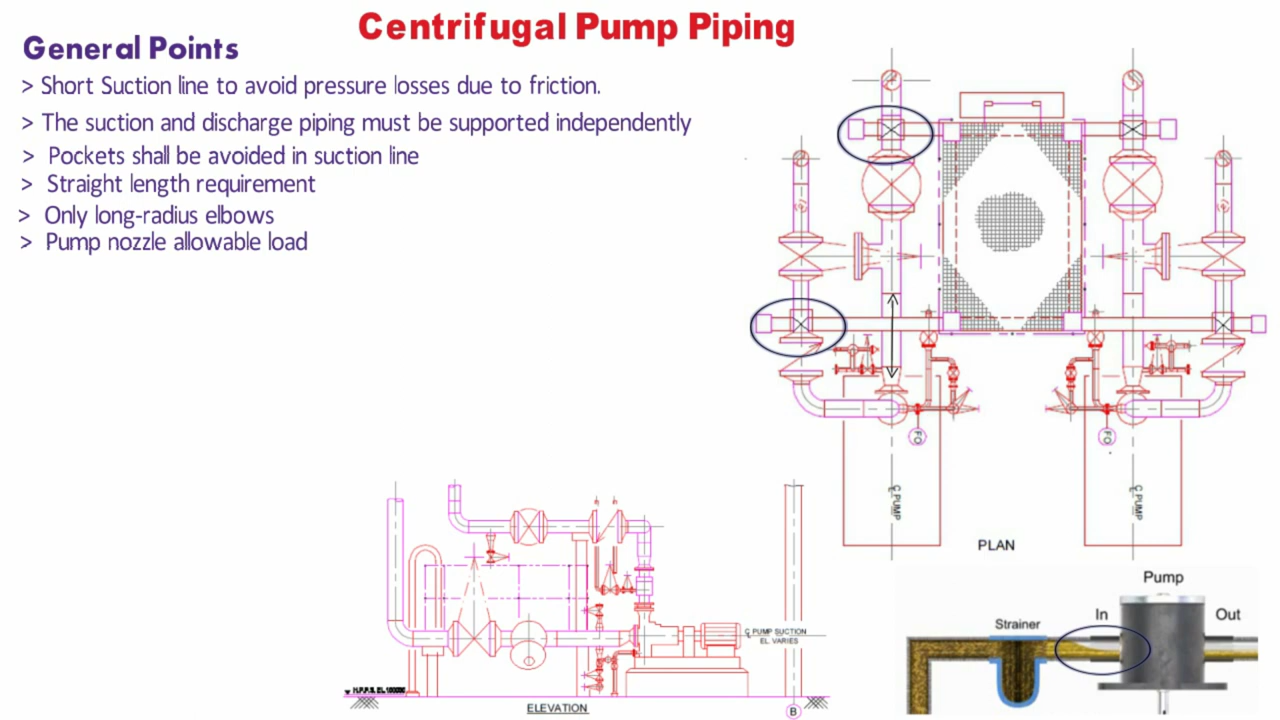 Centrifugal Pump Piping
General Points
> Short Suction line to avoid pressure losses due to friction.
> The suction and discharge piping must be supported independently
> Pockets shall be avoided in suction line
> Straight length requirement
> Only long-radius elbows
> Pump nozzle allowable load
FO
FO
℄ PUMP
℄ PUMP
PLAN
℄ PUMP SUCTION
EL. VARIES
H.P.P.S. EL.100000
ELEVATION
B
Pump
In
Out
Strainer